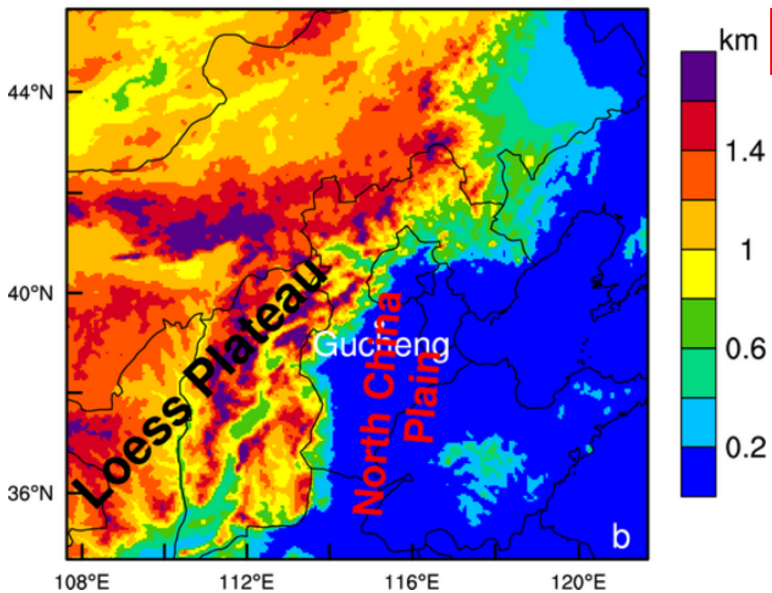 km
44°N
1.4
1
40°N
Loess Plateau
Gucheng
North China
Plain
0.6
0.2
36°N
b
108°E 112°E 116°E 120°E